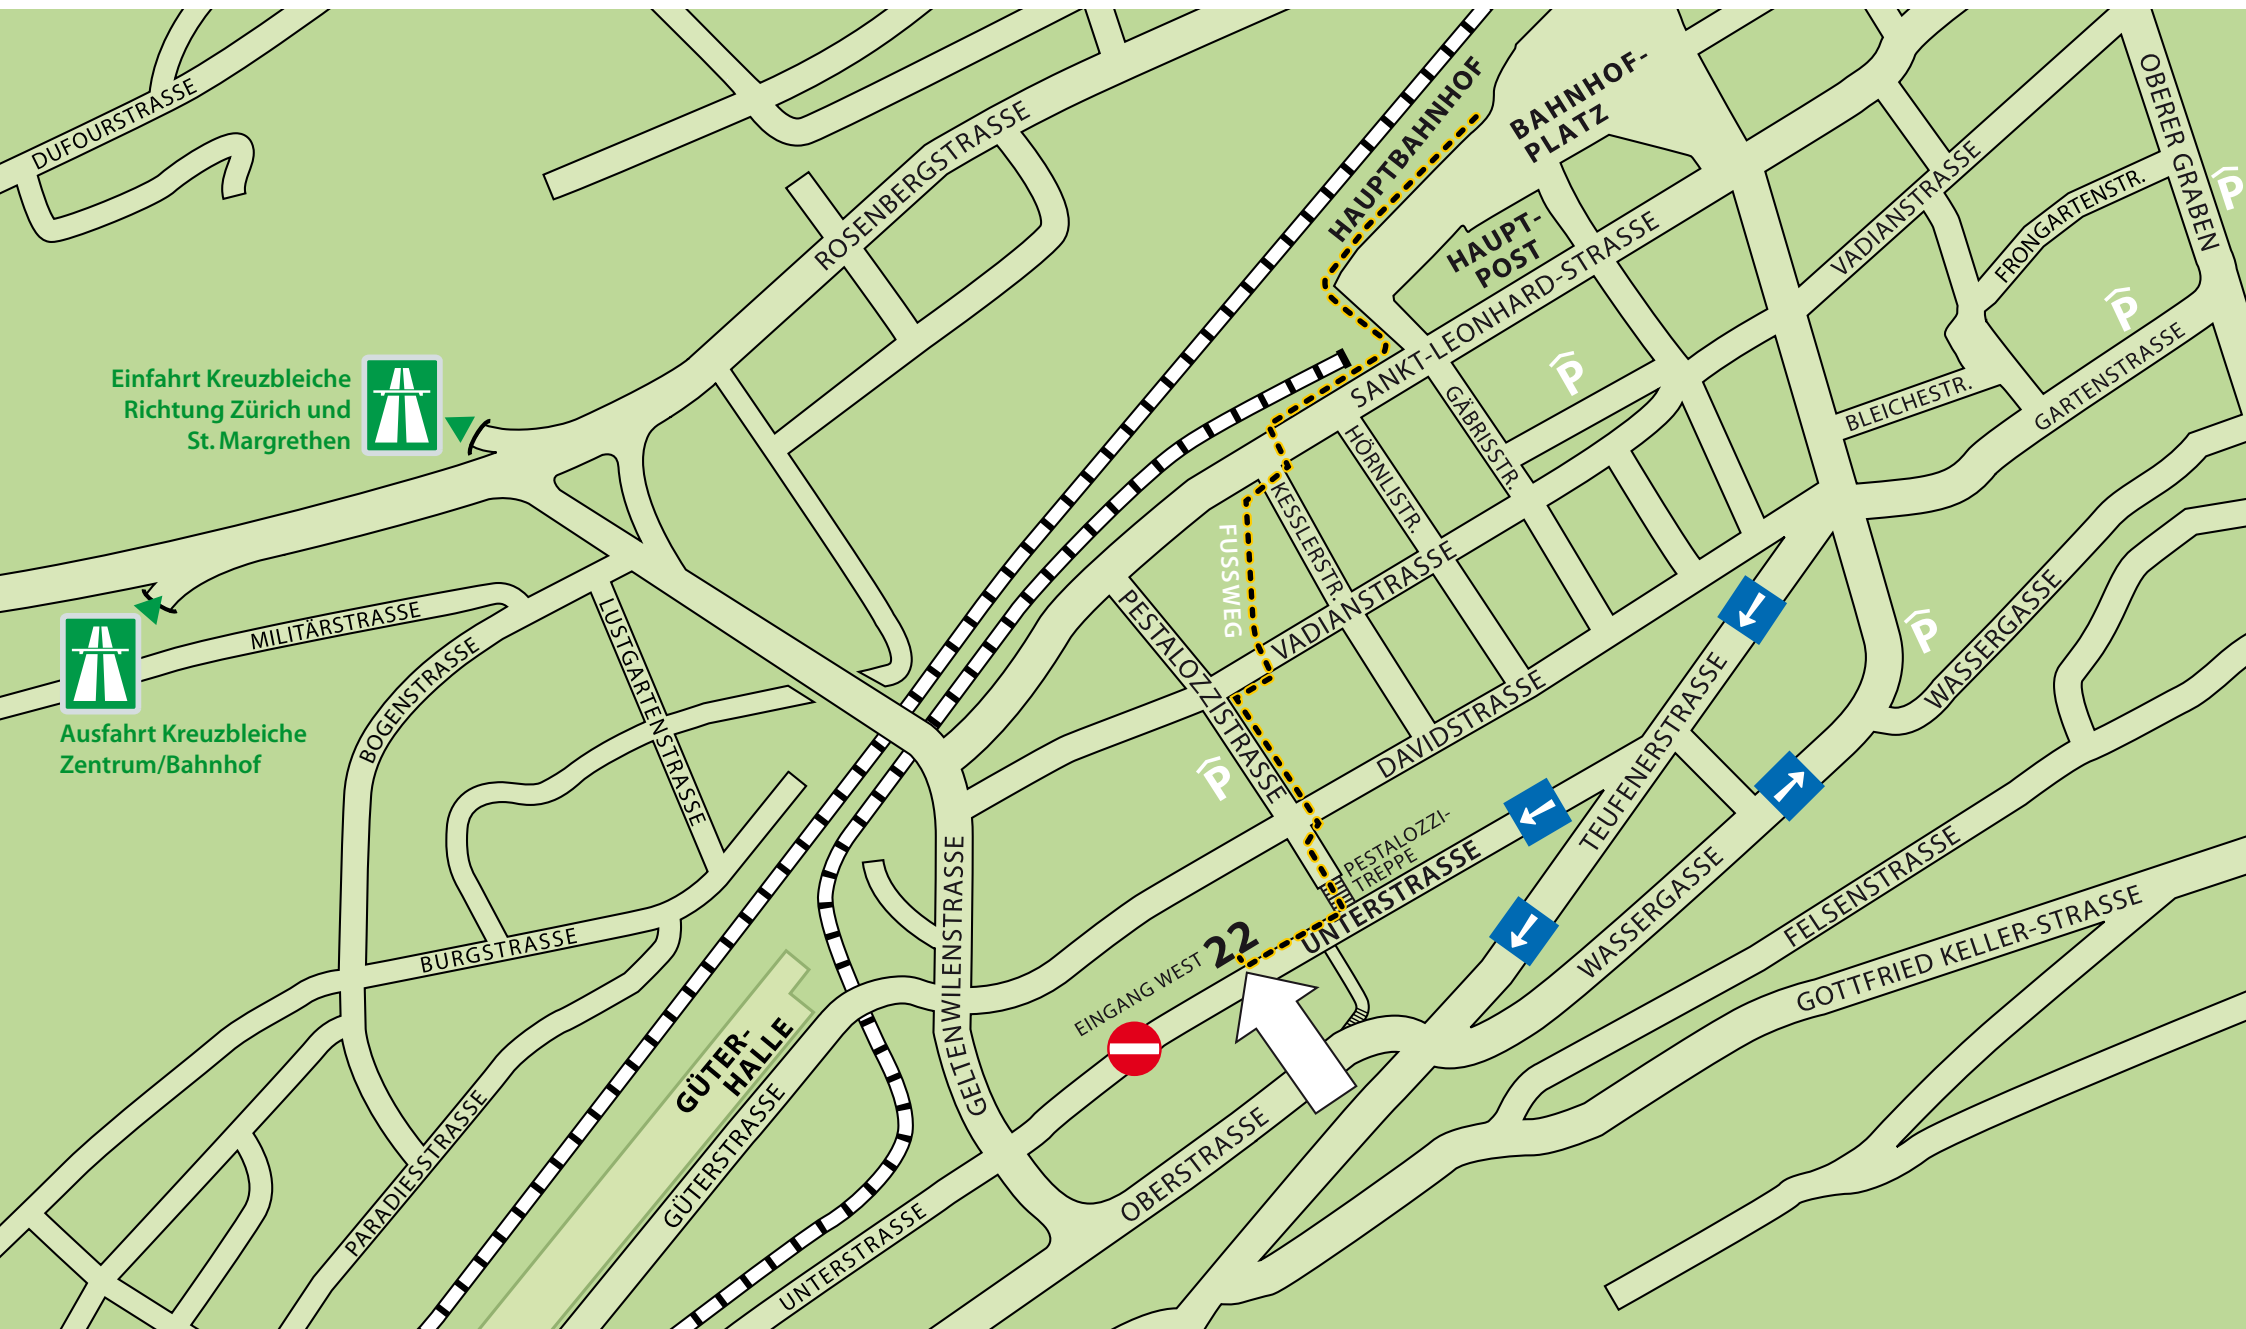 DUFOURSTRASSE
ROSENBERGSTRASSE
HAUPTBAHNHOF
BAHNHOF-
PLATZ
OBERER GRABEN
HAUPT-
POST
SANKT-LEONHARD-STRASSE
VADIANSTRASSE
FRONGARTENSTR.
P
P
P
Einfahrt Kreuzbleiche
Richtung Zürich und
St. Margrethen
GÄBRISSTR.
HÖRNLISTR.
BLEICHESTR.
GARTENSTRASSE
KESSLERSTR.
FUSSWEG
VADIANSTRASSE
MILITÄRSTRASSE
LUSTGARTENSTRASSE
BOGENSTRASSE
PESTALOZZISTRASSE
P
WASSERGASSE
Ausfahrt Kreuzbleiche
Zentrum/Bahnhof
DAVIDSTRASSE
TEUFENERSTRASSE
P
PESTALOZZI-
TREPPE
UNTERSTRASSE
GELTENWILENSTRASSE
BURGSTRASSE
EINGANG WEST 22
WASSERGASSE
FELSENSTRASSE
GOTTFRIED KELLER-STRASSE
GÜTER-
HALLE
GÜTERSTRASSE
PARADIESSTRASSE
OBERSTRASSE
UNTERSTRASSE